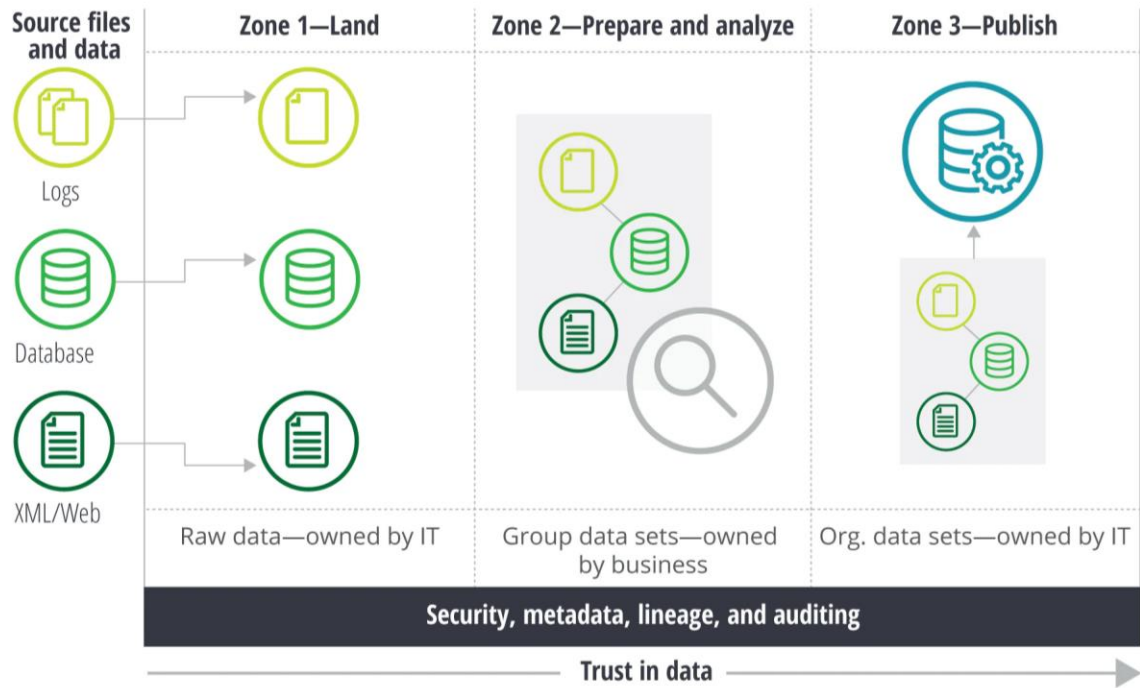 Source files
and data
Zone 1—Land
Zone 2—Prepare and analyze
Zone 3—Publish
Logs
Database
XML/Web
Raw data—owned by IT
Group data sets—owned
by business
Org. data sets—owned by IT
Security, metadata, lineage, and auditing
Trust in data